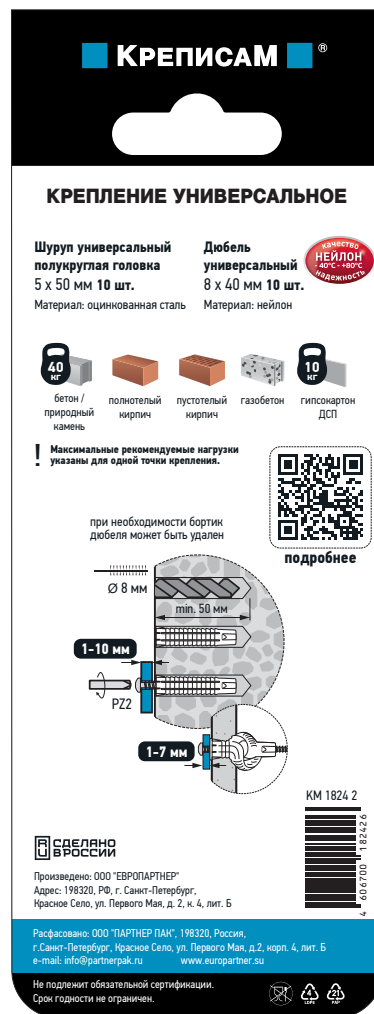 КРЕПИСАМ ®
КРЕПЛЕНИЕ УНИВЕРСАЛЬНОЕ
Шуруп универсальный
полукруглая головка
5 х 50 мм 10 шт.
Материал: оцинкованная сталь
Дюбель
универсальный
8 х 40 мм 10 шт.
Материал: нейлон
качество
НЕЙЛОН
- 40°C - +80°C
надежность
40
кг
бетон /
природный
камень
полнотелый
кирпич
пустотелый
кирпич
газобетон
10
кг
гипсокартон
ДСП
! Максимальные рекомендуемые нагрузки
указаны для одной точки крепления.
подробнее
при необходимости бортик
дюбеля может быть удален
Ø 8 мм
min. 50 мм
1-10 мм
PZ2
1-7 мм
КМ 1824 2
4 606700 182426
RU СДЕЛАНО
В РОССИИ
Произведено: ООО "ЕВРОПАРТНЕР"
Адрес: 198320, РФ, г. Санкт-Петербург,
Красное Село, ул. Первого Мая, д. 2, к. 4, лит. Б
Расфасовано: ООО "ПАРТНЕР ПАК", 198320, Россия,
г.Санкт-Петербург, Красное Село, ул. Первого Мая, д.2, корп. 4, лит. Б
e-mail: info@partnerpak.ru www.europartner.su
Не подлежит обязательной сертификации.
Срок годности не ограничен.
4
LDPE
21
PAP